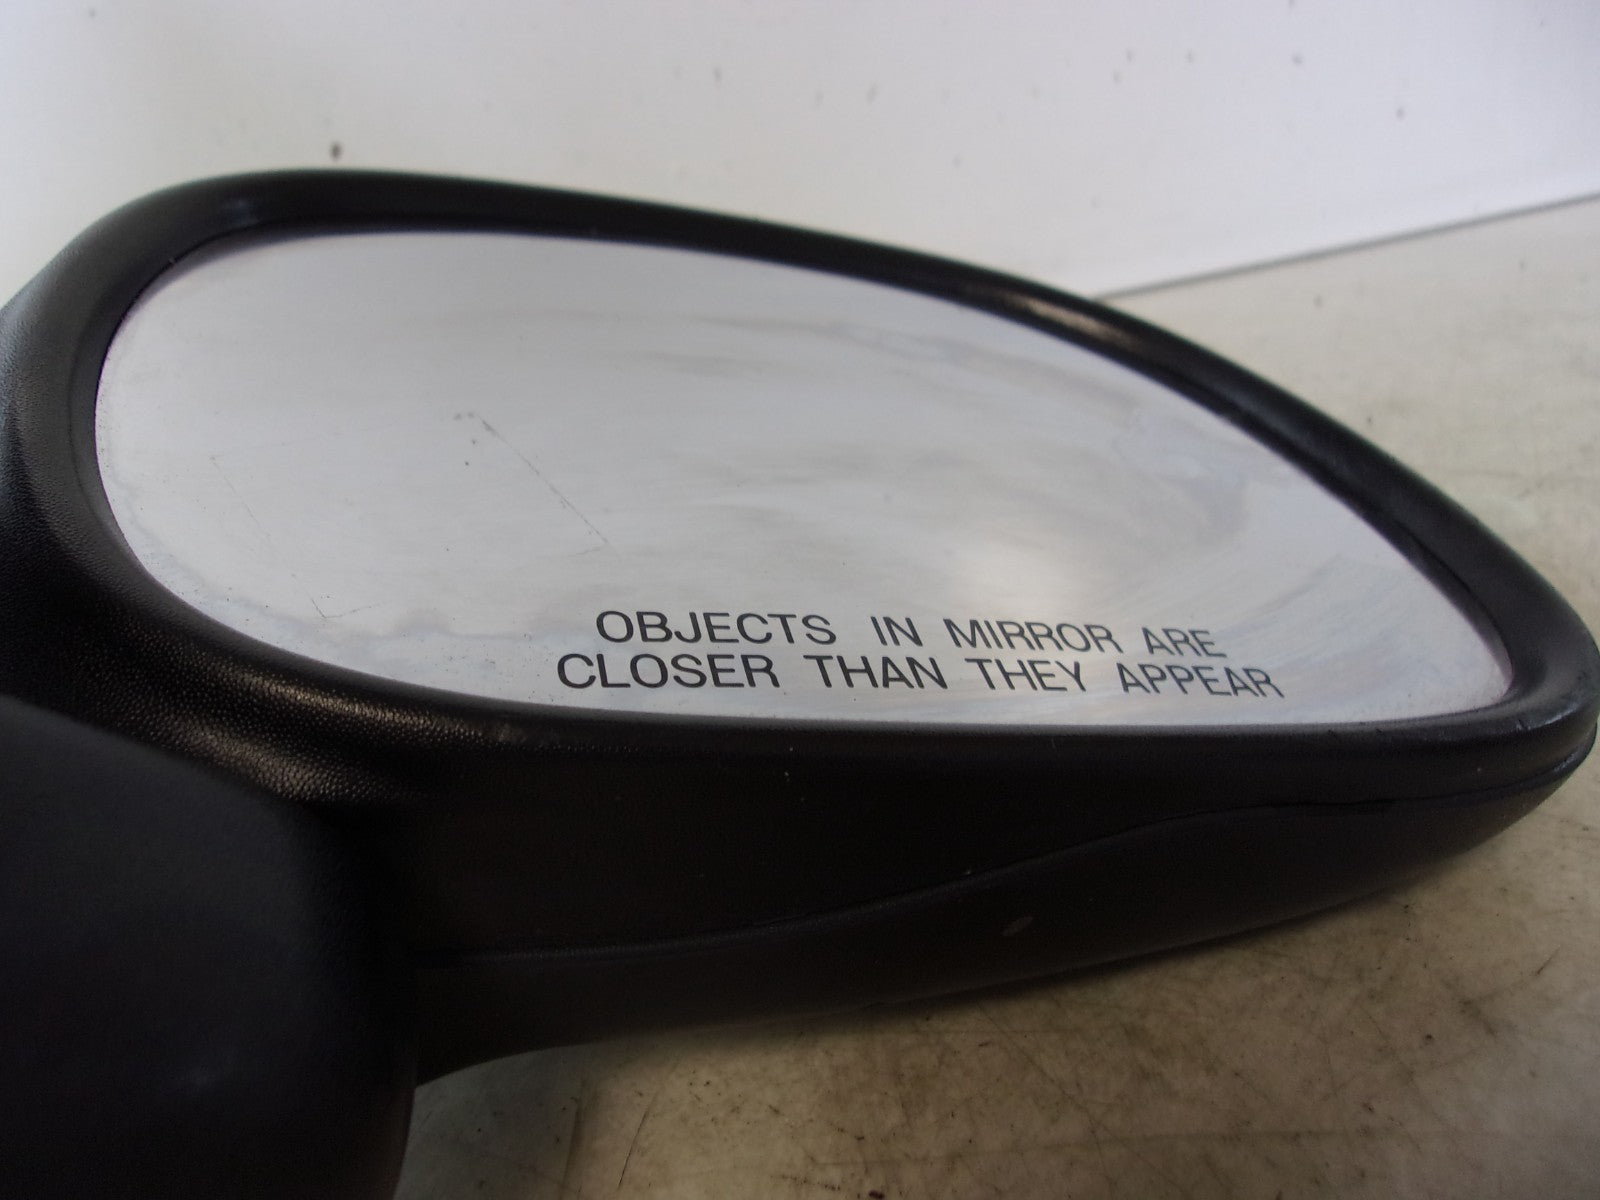 OBJECTS IN MIRROR ARE
CLOSER THAN THEY APPEAR